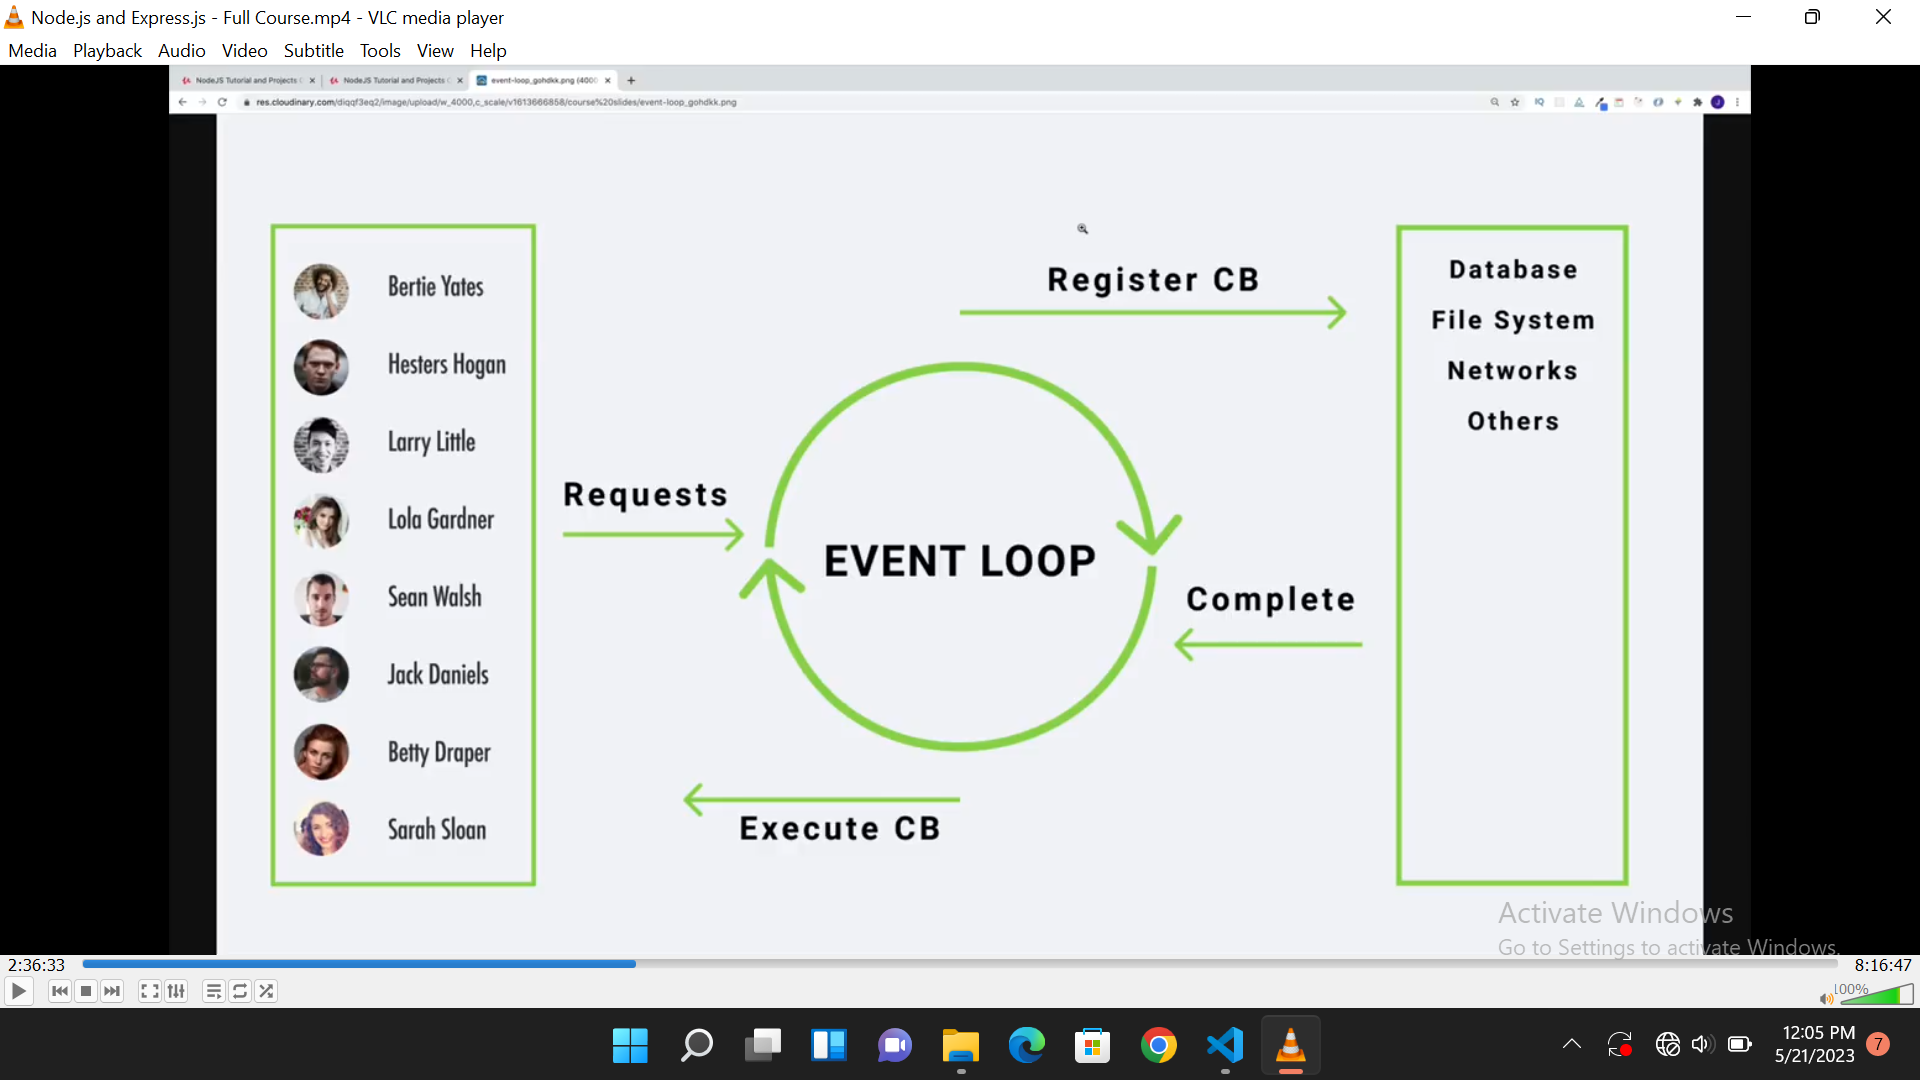 Node.js and Express.js - Full Course.mp4 - VLC media player
Media Playback Audio Video Subtitle Tools View Help
NodeJS Tutorial and Projects C
NodeJS Tutorial and Projects C
event-loop_gohdkk.png (4000
res.cloudinary.com/diqqf3eq2/image/upload/w_4000,c_scale/v1613666858/course%20slides/event-loop_gohdkk.png
Bertie Yates
Hesters Hogan
Larry Little
Lola Gardner
Sean Walsh
Jack Daniels
Betty Draper
Sarah Sloan
Requests
Register CB
EVENT LOOP
Complete
Execute CB
Database
File System
Networks
Others
Activate Windows
Go to Settings to activate Windows.
2:36:33
8:16:47
100%
12:05 PM
5/21/2023
7